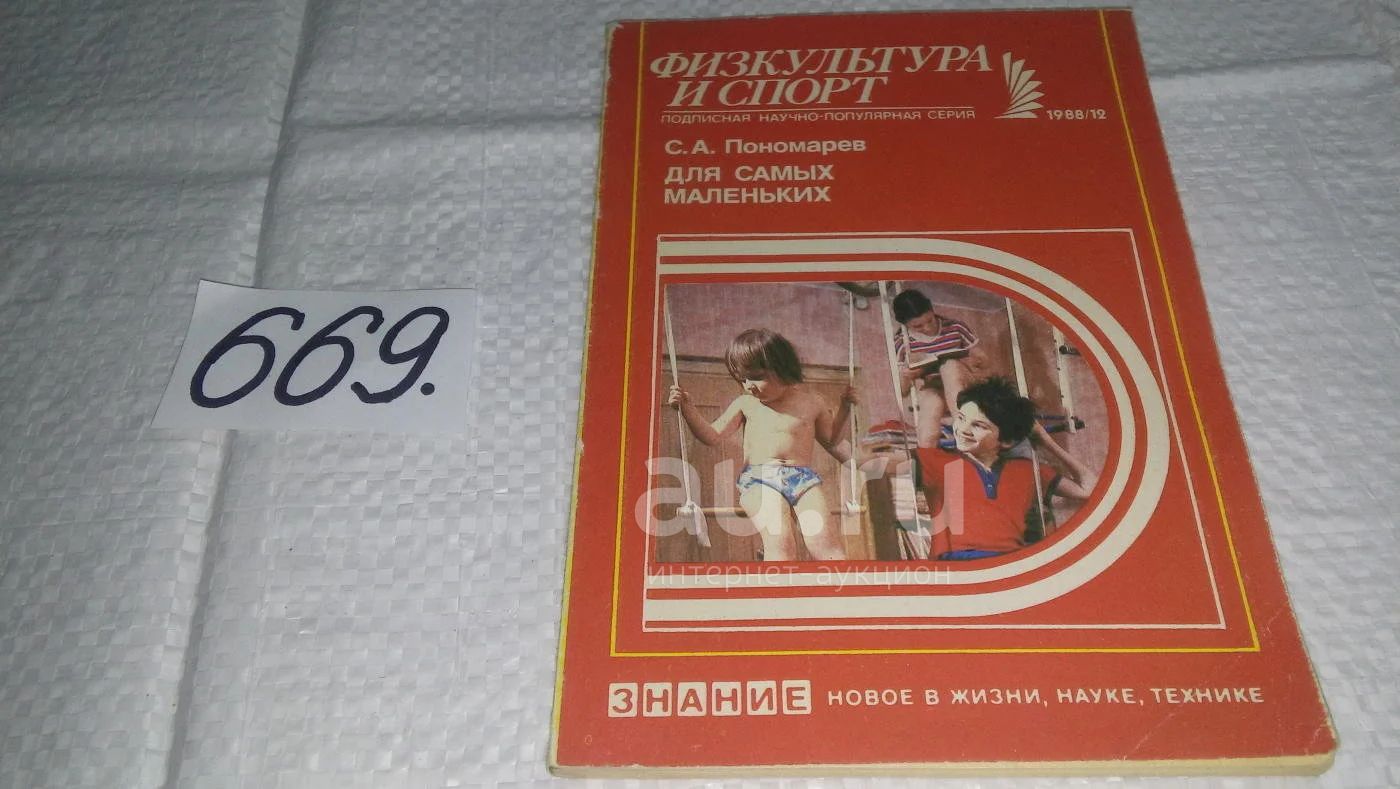 669.
ФИЗКУЛЬТУРА
И СПОРТ
ПОДПИСНАЯ НАУЧНО-ПОПУЛЯРНАЯ СЕРИЯ
1988/12
С.А. Пономарев
ДЛЯ САМЫХ
МАЛЕНЬКИХ
au.ru
интернет-аукцион
ЗНАНИЕ НОВОЕ В ЖИЗНИ, НАУКЕ, ТЕХНИКЕ